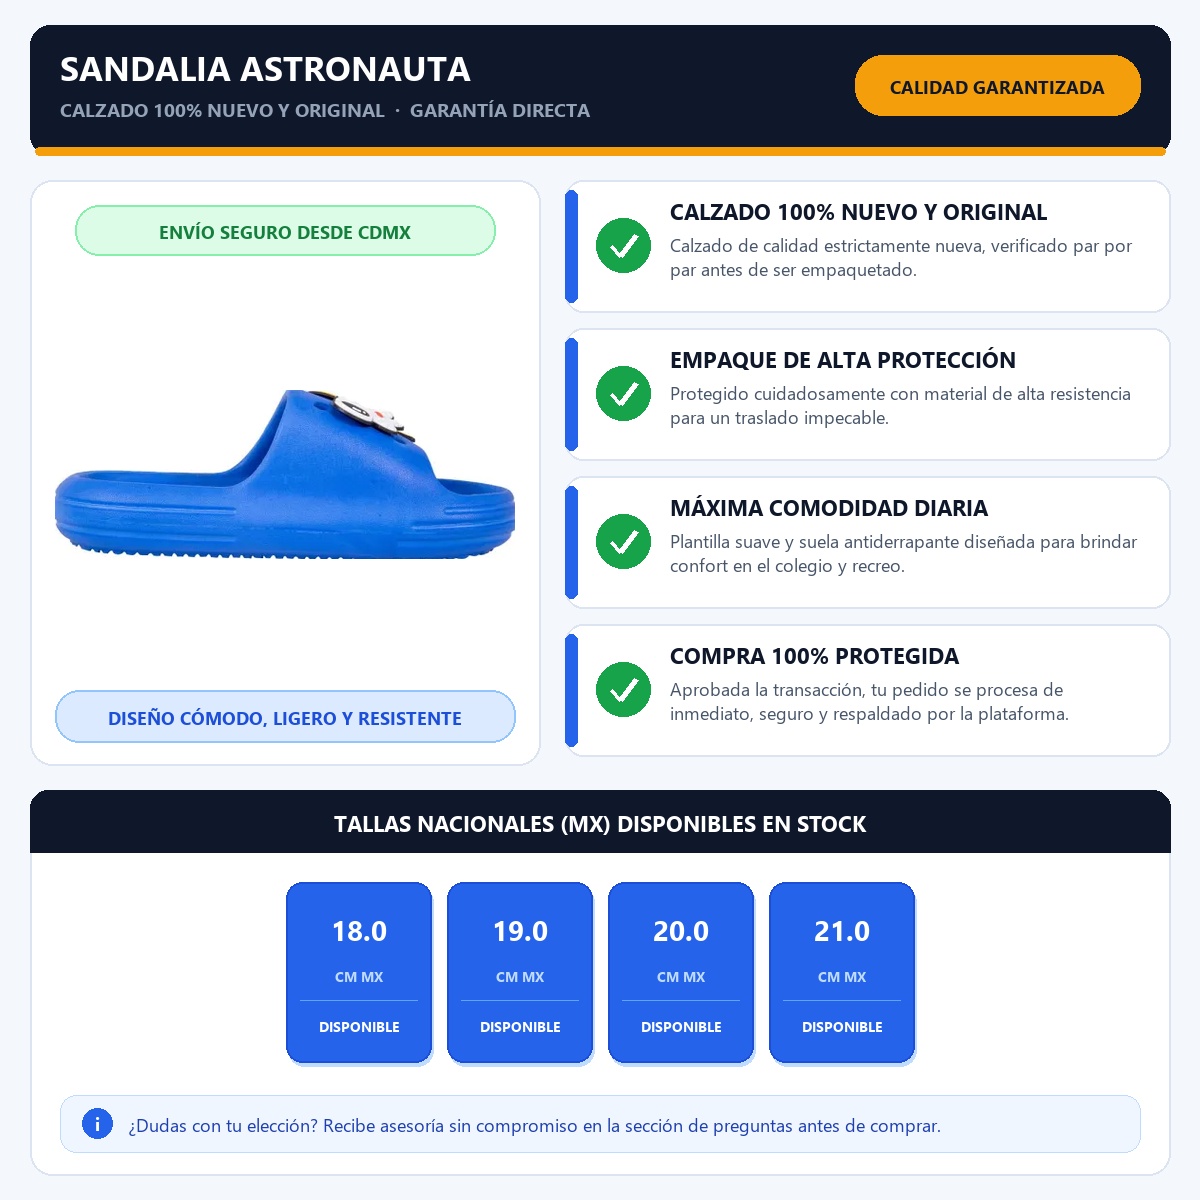 SANDALIA ASTRONAUTA
CALZADO 100% NUEVO Y ORIGINAL · GARANTÍA DIRECTA
CALIDAD GARANTIZADA
ENVÍO SEGURO DESDE CDMX
DISEÑO CÓMODO, LIGERO Y RESISTENTE
CALZADO 100% NUEVO Y ORIGINAL
Calzado de calidad estrictamente nueva, verificado par por
par antes de ser empaquetado.
EMPAQUE DE ALTA PROTECCIÓN
Protegido cuidadosamente con material de alta resistencia
para un traslado impecable.
MÁXIMA COMODIDAD DIARIA
Plantilla suave y suela antiderrapante diseñada para brindar
confort en el colegio y recreo.
COMPRA 100% PROTEGIDA
Aprobada la transacción, tu pedido se procesa de
inmediato, seguro y respaldado por la plataforma.
TALLAS NACIONALES (MX) DISPONIBLES EN STOCK
18.0
CM MX
DISPONIBLE
19.0
CM MX
DISPONIBLE
20.0
CM MX
DISPONIBLE
21.0
CM MX
DISPONIBLE
i
¿Dudas con tu elección? Recibe asesoría sin compromiso en la sección de preguntas antes de comprar.